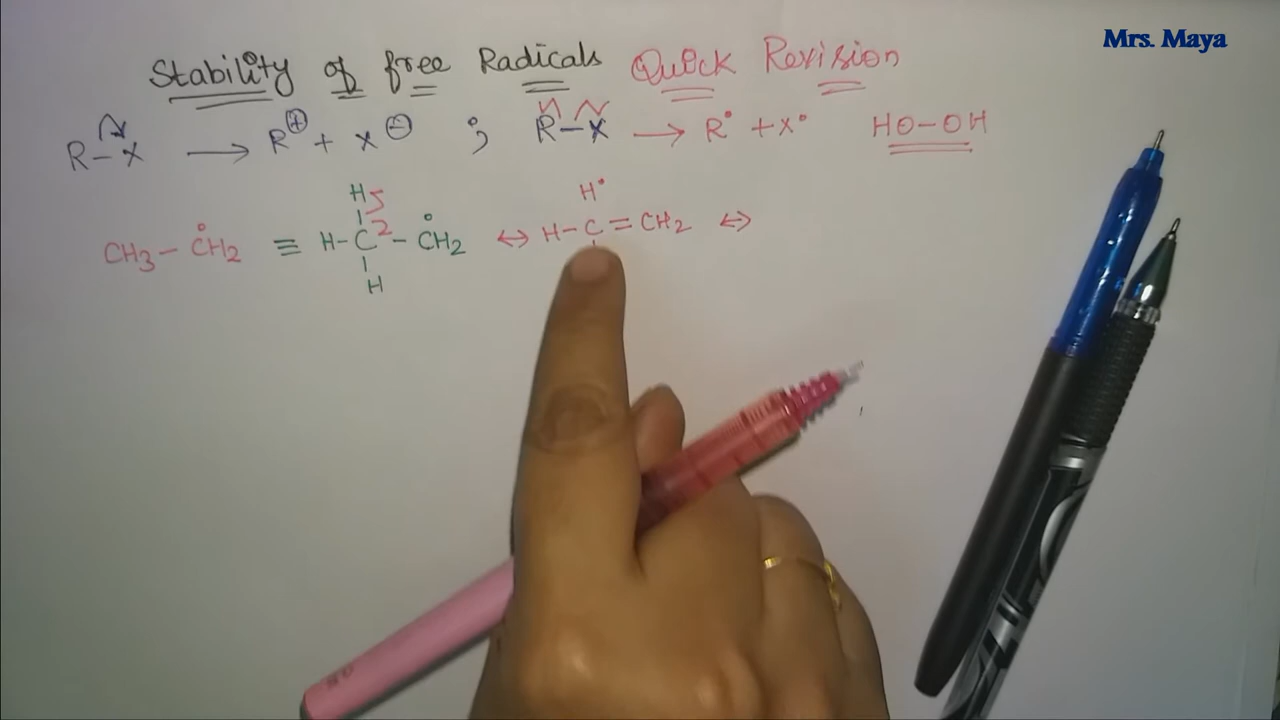 Mrs. Maya
Stability of free Radicals Quick Revision
R–X ⟶ R⊕ + X⊖ ; R–X ⟶ R• + X• HO–OH
H H•
CH3–ĊH2 ≡ H–C–ĊH2 ↔ H–C=CH2 ↔
H